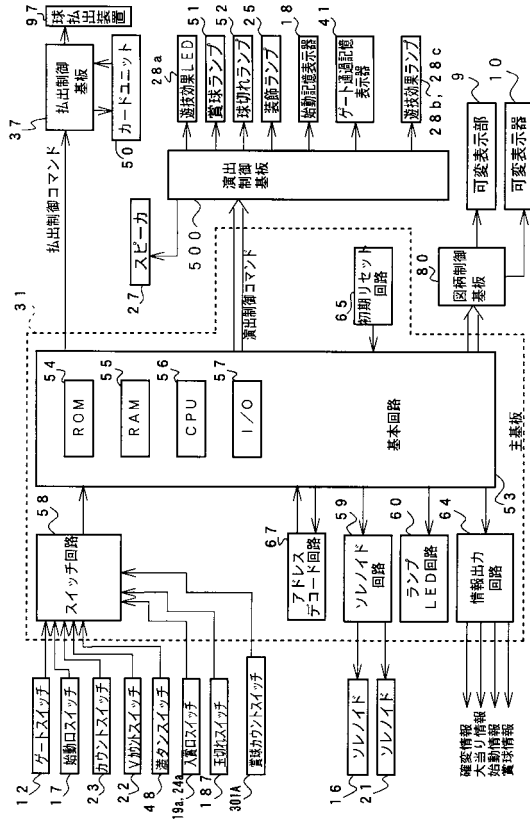 12
ゲートスイッチ
17
始動口スイッチ
23
カウントスイッチ
22
Vカウントスイッチ
48
満タンスイッチ
19a, 24a
入賞口スイッチ
187
玉切れスイッチ
301A
賞球カウントスイッチ
16
ソレノイド
21
ソレノイド
確変情報
大当り情報
始動情報
賞球情報
31
58
スイッチ回路
67
アドレス
デコード回路
59
ソレノイド
回路
60
ランプ
LED回路
64
情報出力
回路
54
ROM
55
RAM
56
CPU
57
I/O
基本回路
53
主基板
65
初期リセット
回路
払出制御コマンド
演出制御コマンド
37
払出制御
基板
97
球払出装置
カードユニット
50
27
スピーカ
500
演出制御
基板
28a
遊技効果LED
51
賞球ランプ
52
球切れランプ
25
装飾ランプ
18
始動記憶表示器
41
ゲート通過記憶
表示器
遊技効果ランプ
28b, 28c
80
図柄制御
基板
可変表示部
9
可変表示器
10